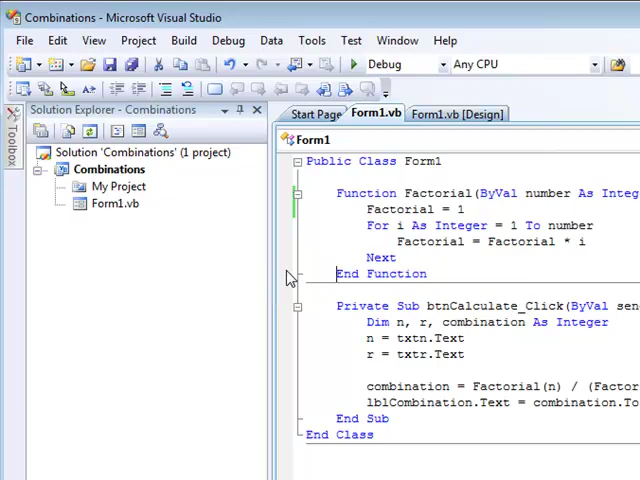 Combinations - Microsoft Visual Studio
File Edit View Project Build Debug Data Tools Test Window Help
Debug Any CPU
Solution Explorer - Combinations
Toolbox
Solution 'Combinations' (1 project)
Combinations
My Project
Form1.vb
Start Page Form1.vb Form1.vb [Design]
Form1
Public Class Form1
Function Factorial(ByVal number As Integ
Factorial = 1
For i As Integer = 1 To number
Factorial = Factorial * i
Next
End Function
Private Sub btnCalculate_Click(ByVal sen
Dim n, r, combination As Integer
n = txtn.Text
r = txtr.Text
combination = Factorial(n) / (Factor
lblCombination.Text = combination.To
End Sub
End Class